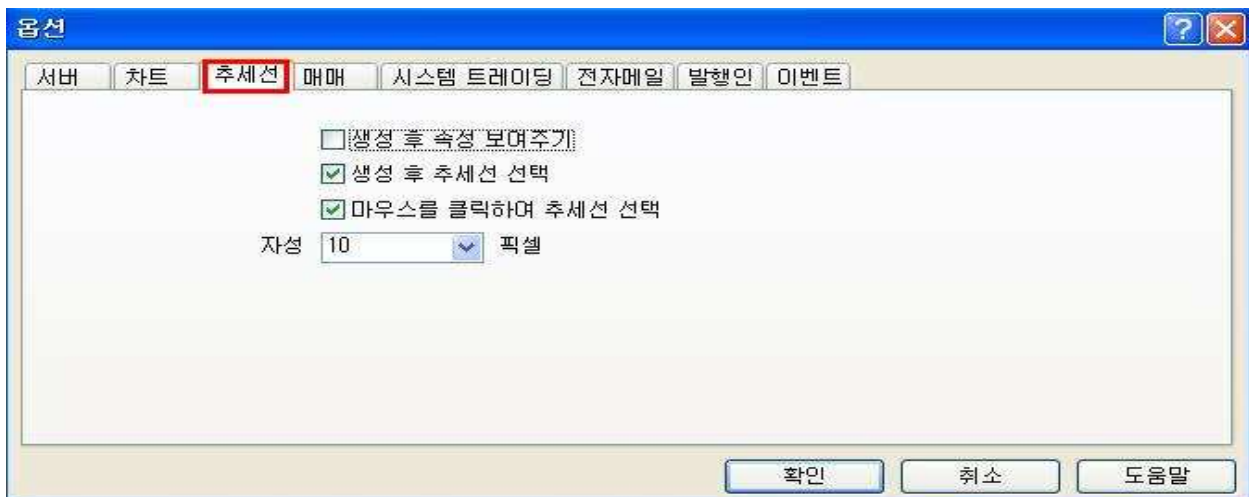 옵션
서버 차트 추세선 매매 시스템 트레이딩 전자메일 발행인 이벤트
생성 후 속성 보여주기
생성 후 추세선 선택
마우스를 클릭하여 추세선 선택
자성 10 픽셀
확인 취소 도움말